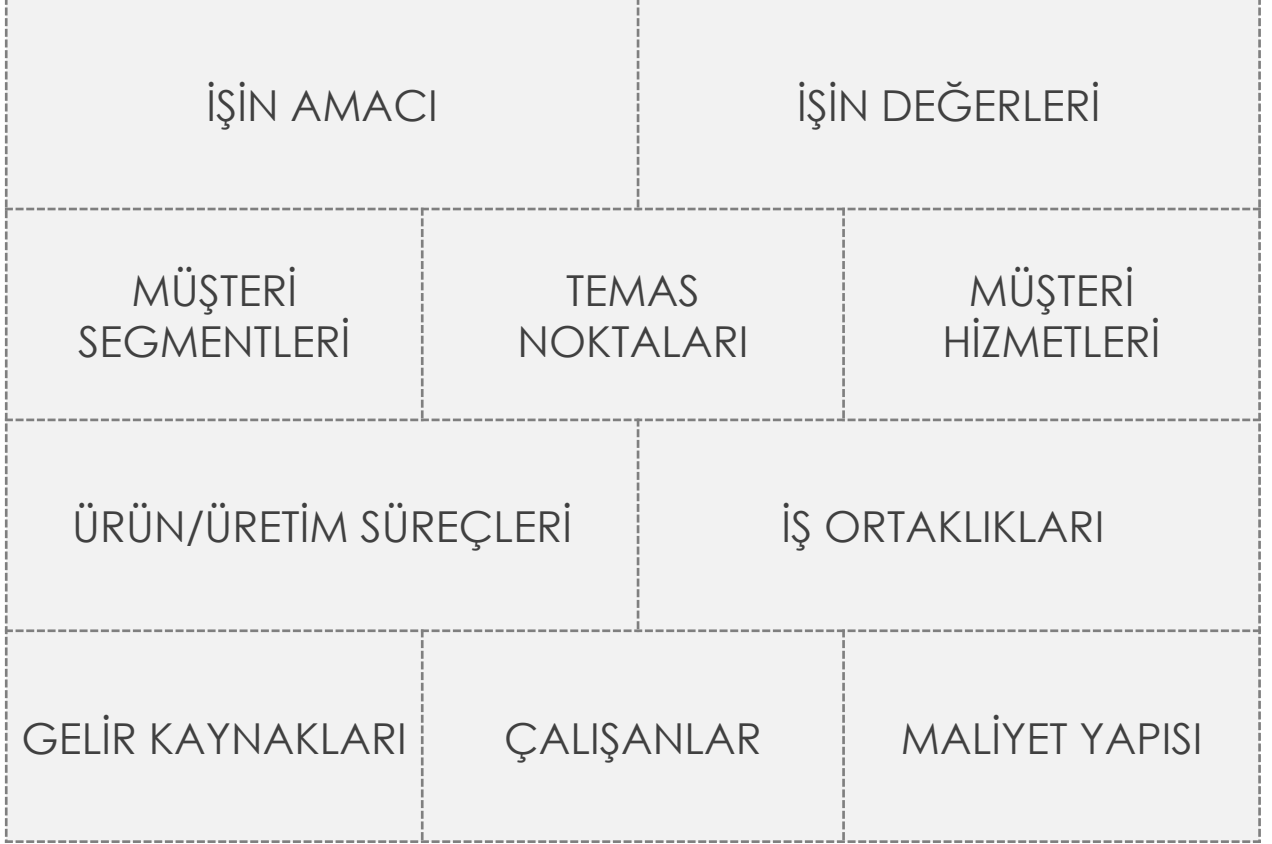 İŞİN AMACI
İŞİN DEĞERLERİ
MÜŞTERİ
SEGMENTLERİ
TEMAS
NOKTALARI
MÜŞTERİ
HİZMETLERİ
ÜRÜN/ÜRETİM SÜREÇLERİ
İŞ ORTAKLIKLARI
GELİR KAYNAKLARI
ÇALIŞANLAR
MALİYET YAPISI